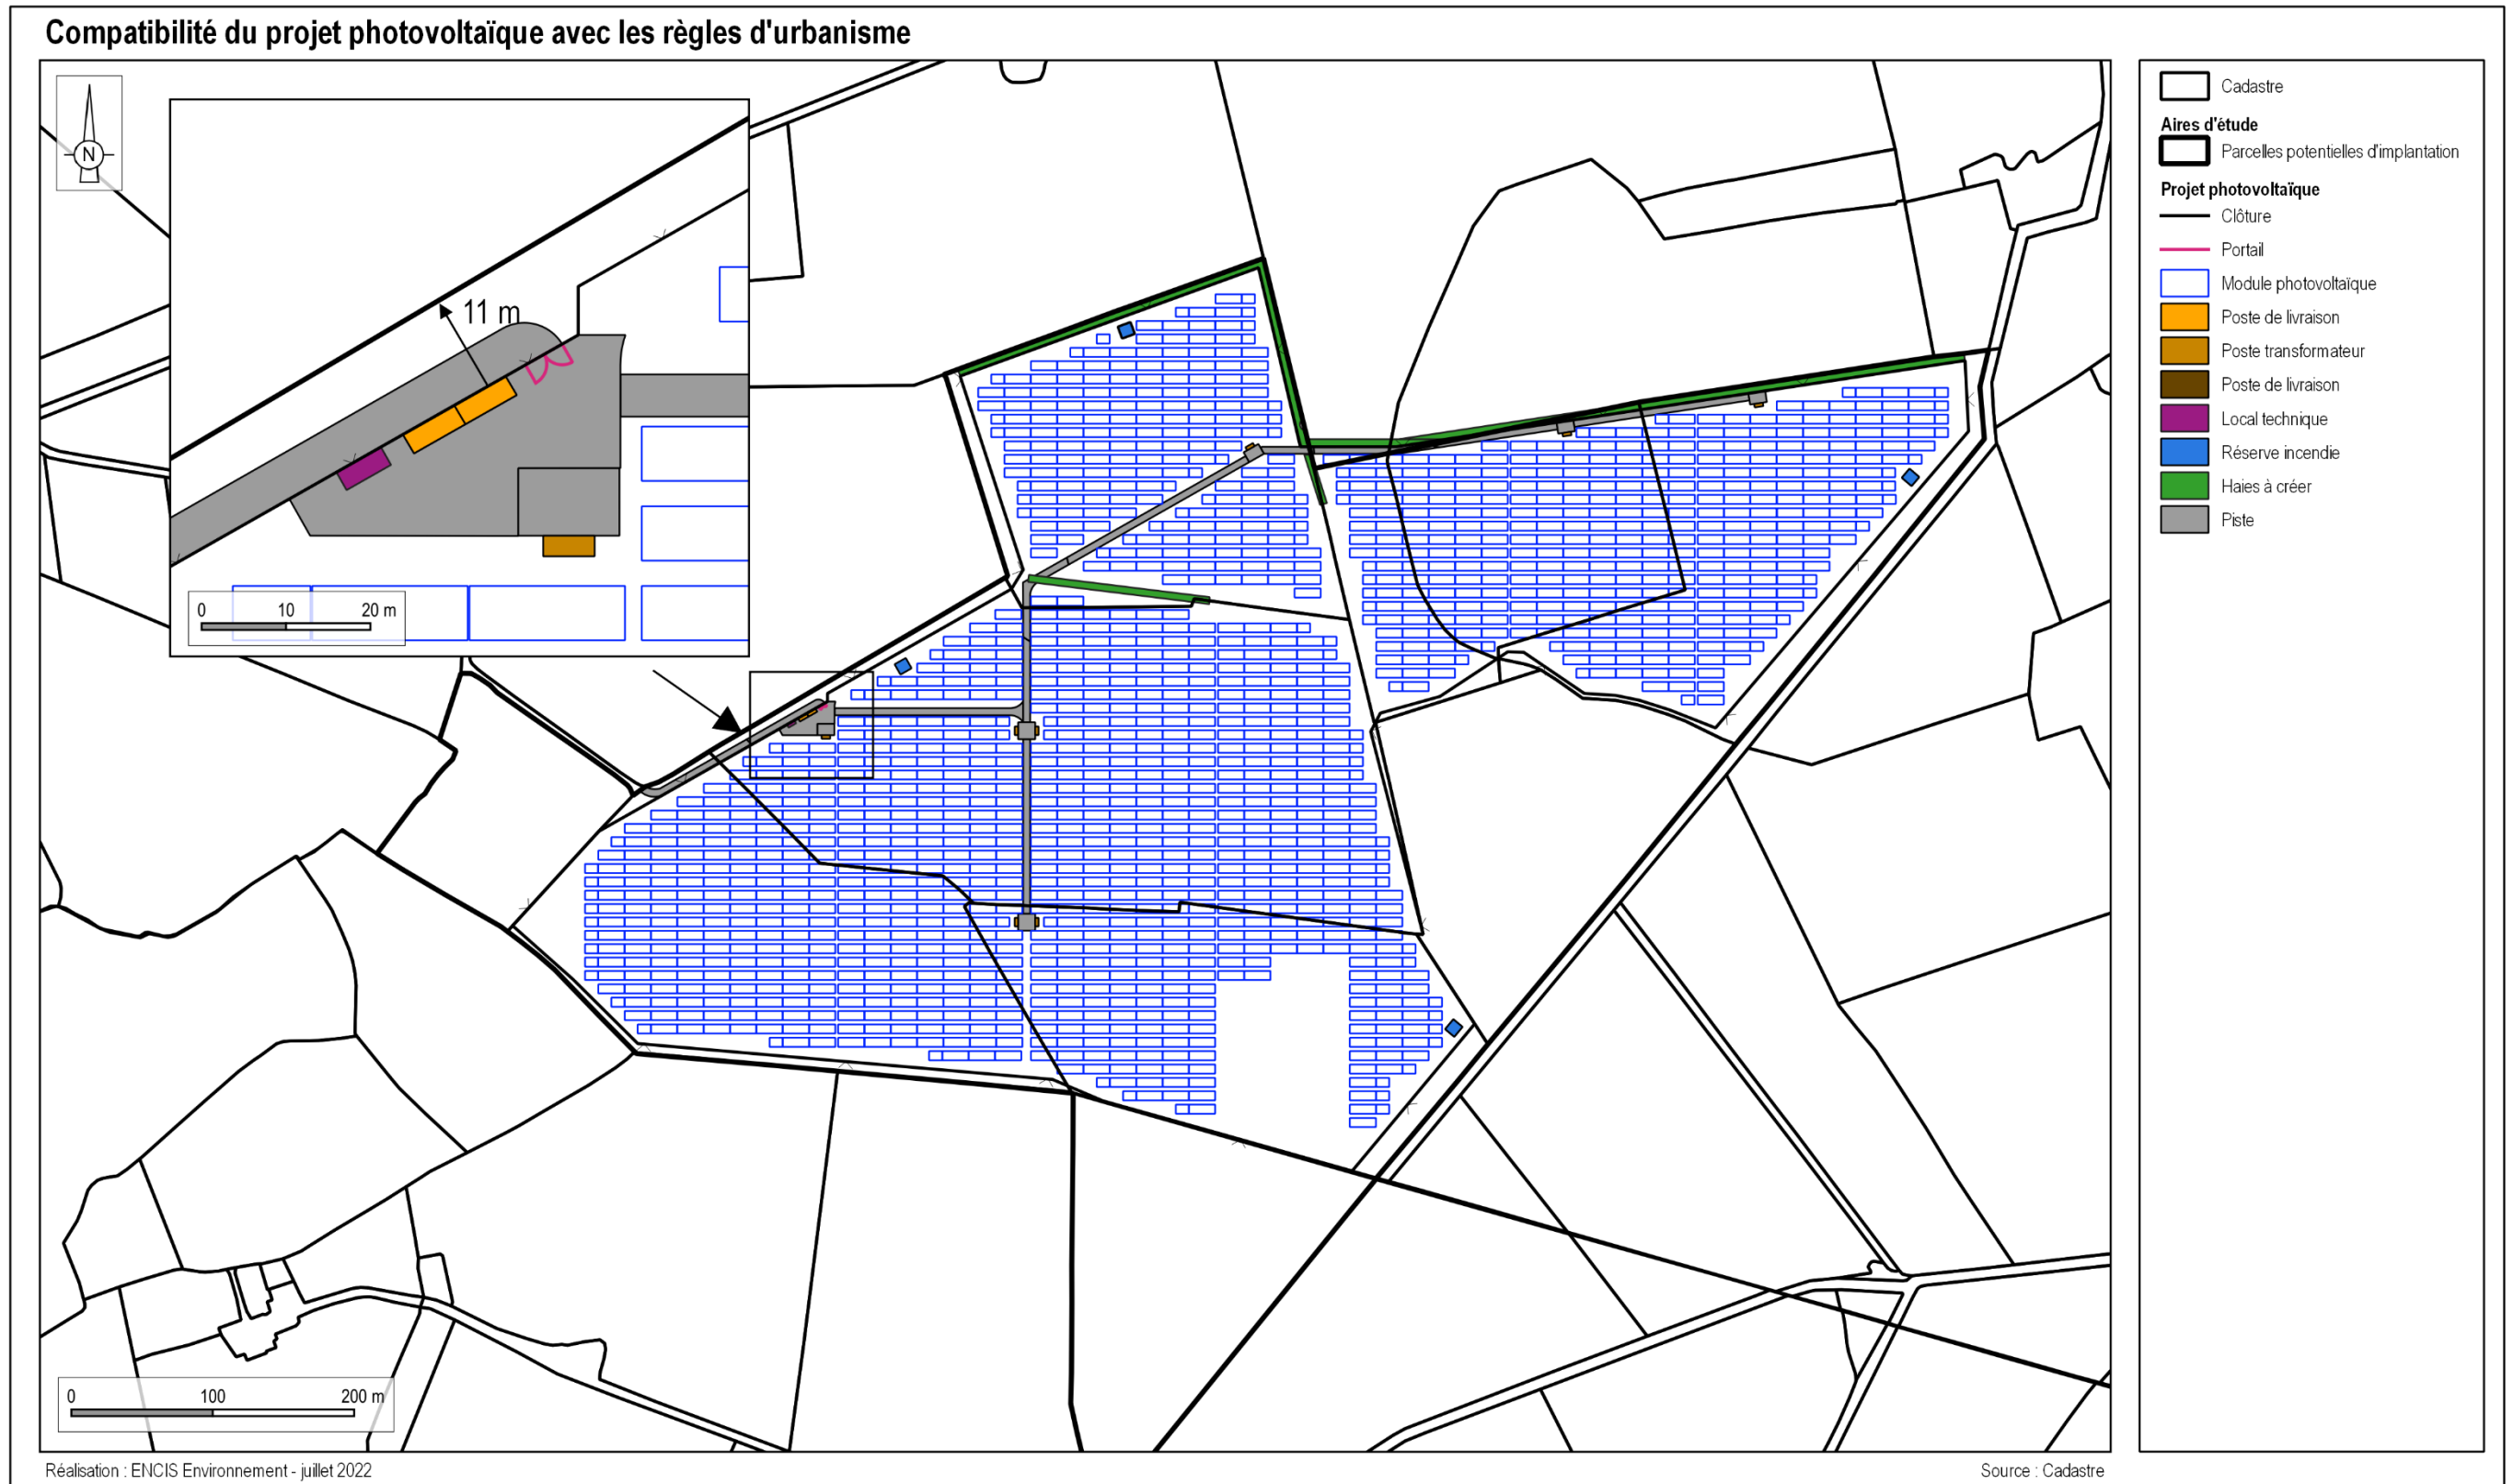 Compatibilité du projet photovoltaïque avec les règles d'urbanisme
N
11 m
0 10 20 m
0 100 200 m
Cadastre
Aires d'étude
Parcelles potentielles d'implantation
Projet photovoltaïque
Clôture
Portail
Module photovoltaïque
Poste de livraison
Poste transformateur
Poste de livraison
Local technique
Réserve incendie
Haies à créer
Piste
Réalisation : ENCIS Environnement - juillet 2022
Source : Cadastre